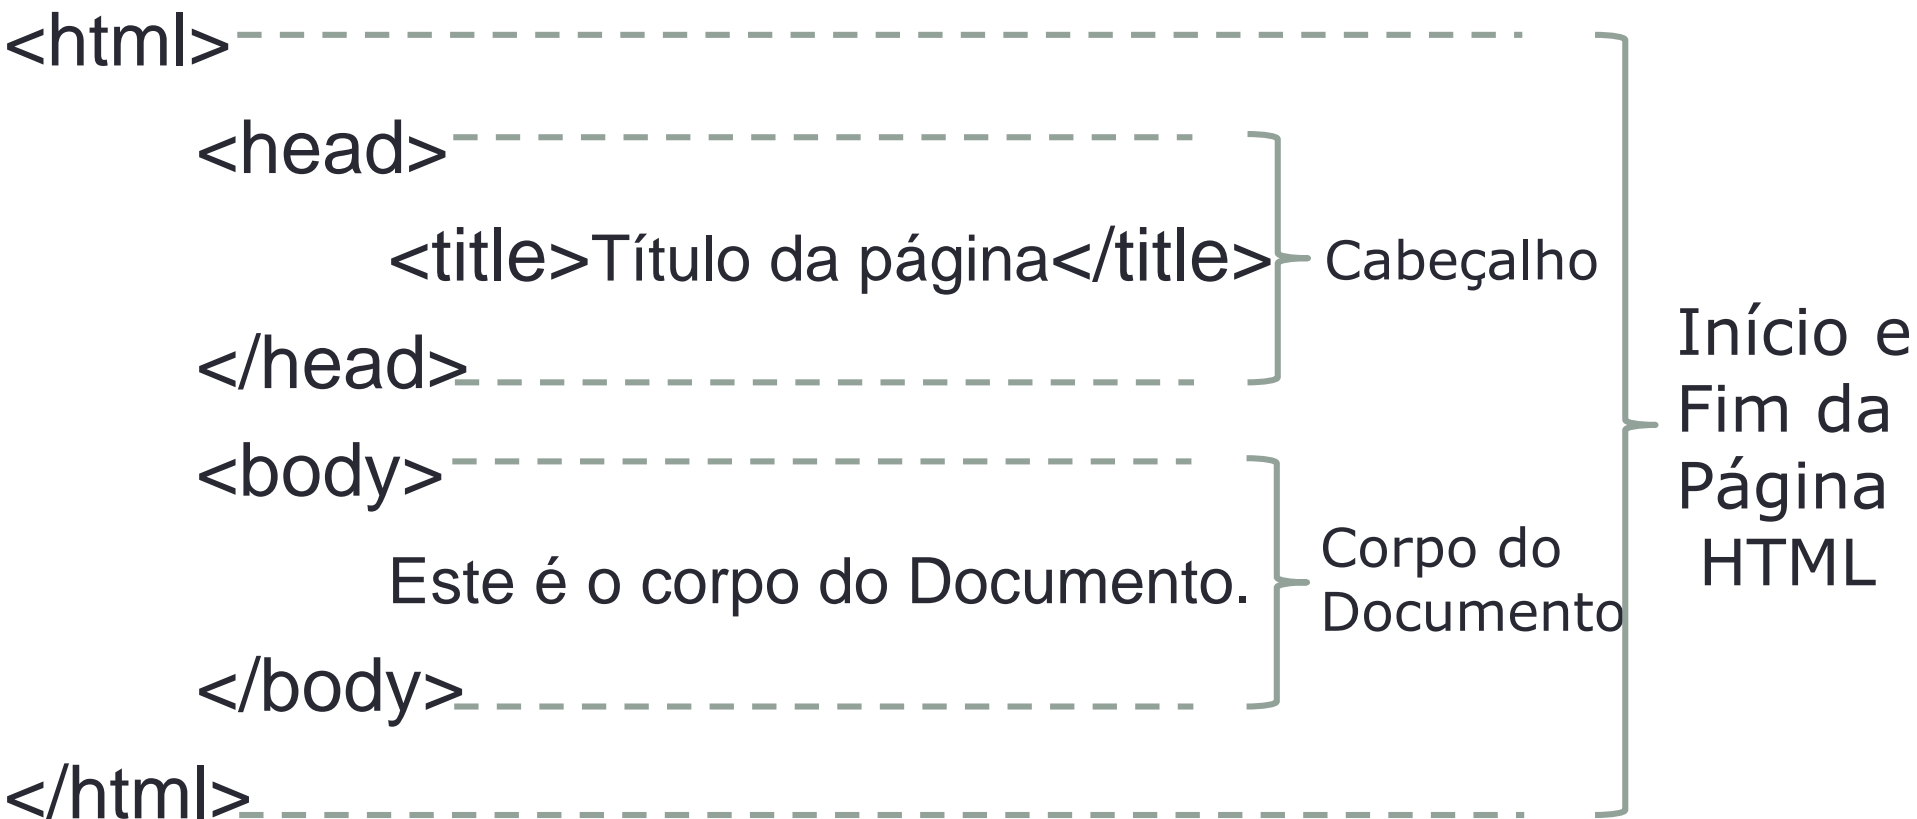 <html>
<head>
<title>Título da página</title>
Cabeçalho
</head>
<body>
Este é o corpo do Documento.
Corpo do
Documento
</body>
</html>
Início e
Fim da
Página
HTML